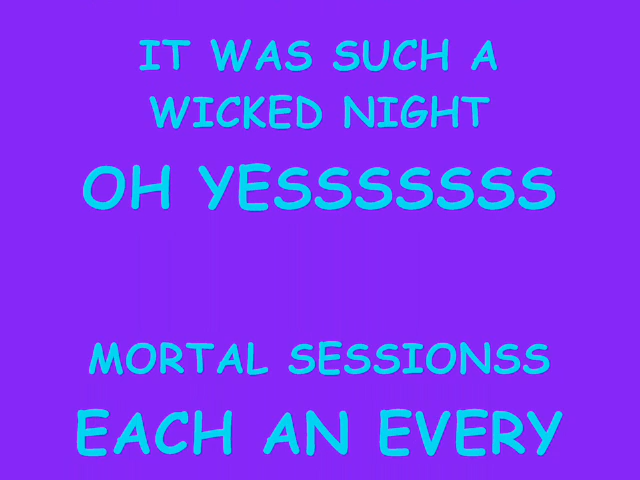 IT WAS SUCH A
WICKED NIGHT
OH YESSSSSSS
MORTAL SESSIONSS
EACH AN EVERY